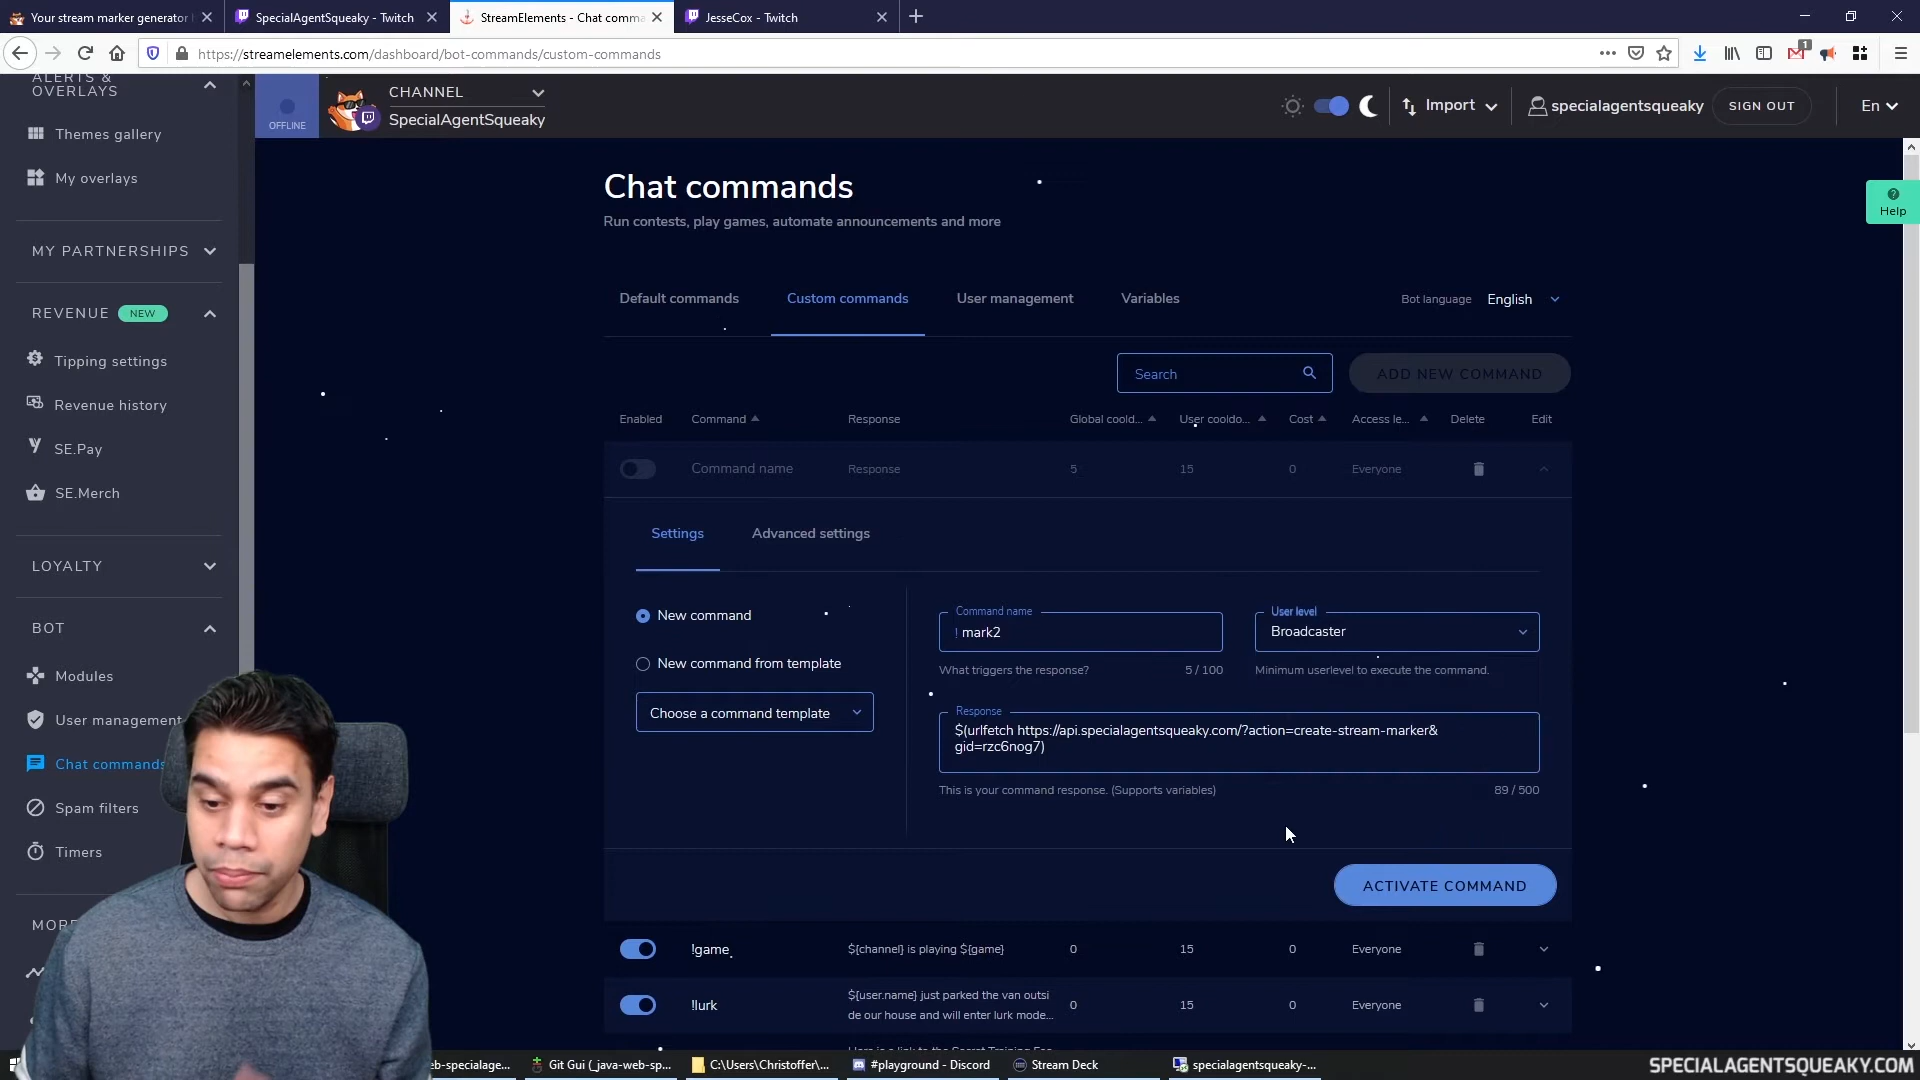 Your stream marker generator
SpecialAgentSqueaky - Twitch
StreamElements - Chat comma
JesseCox - Twitch
https://streamelements.com/dashboard/bot-commands/custom-commands
1
ALERTS &
OVERLAYS
Themes gallery
My overlays
MY PARTNERSHIPS
REVENUE NEW
Tipping settings
Revenue history
SE.Pay
SE.Merch
LOYALTY
BOT
Modules
User management
Chat commands
Spam filters
Timers
MORE
OFFLINE
CHANNEL
SpecialAgentSqueaky
Import
specialagentsqueaky
SIGN OUT
En
Help
Chat commands
Run contests, play games, automate announcements and more
Default commands
Custom commands
User management
Variables
Bot language English
Search
ADD NEW COMMAND
Enabled Command Response Global coold... User cooldo... Cost Access le... Delete Edit
Command name Response 5 15 0 Everyone
Settings
Advanced settings
New command
New command from template
Choose a command template
Command name
! mark2
What triggers the response? 5 / 100
User level
Broadcaster
Minimum userlevel to execute the command.
Response
$(urlfetch https://api.specialagentsqueaky.com/?action=create-stream-marker&
gid=rzc6nog7)
This is your command response. (Supports variables) 89 / 500
ACTIVATE COMMAND
!game ${channel} is playing ${game} 0 15 0 Everyone
!lurk ${user.name} just parked the van outsi
de our house and will enter lurk mode... 0 15 0 Everyone
eb-specialage...
Git Gui (_java-web-sp...
C:\Users\Christoffer\...
#playground - Discord
Stream Deck
specialagentsqueaky-...
SPECIALAGENTSQUEAKY.COM